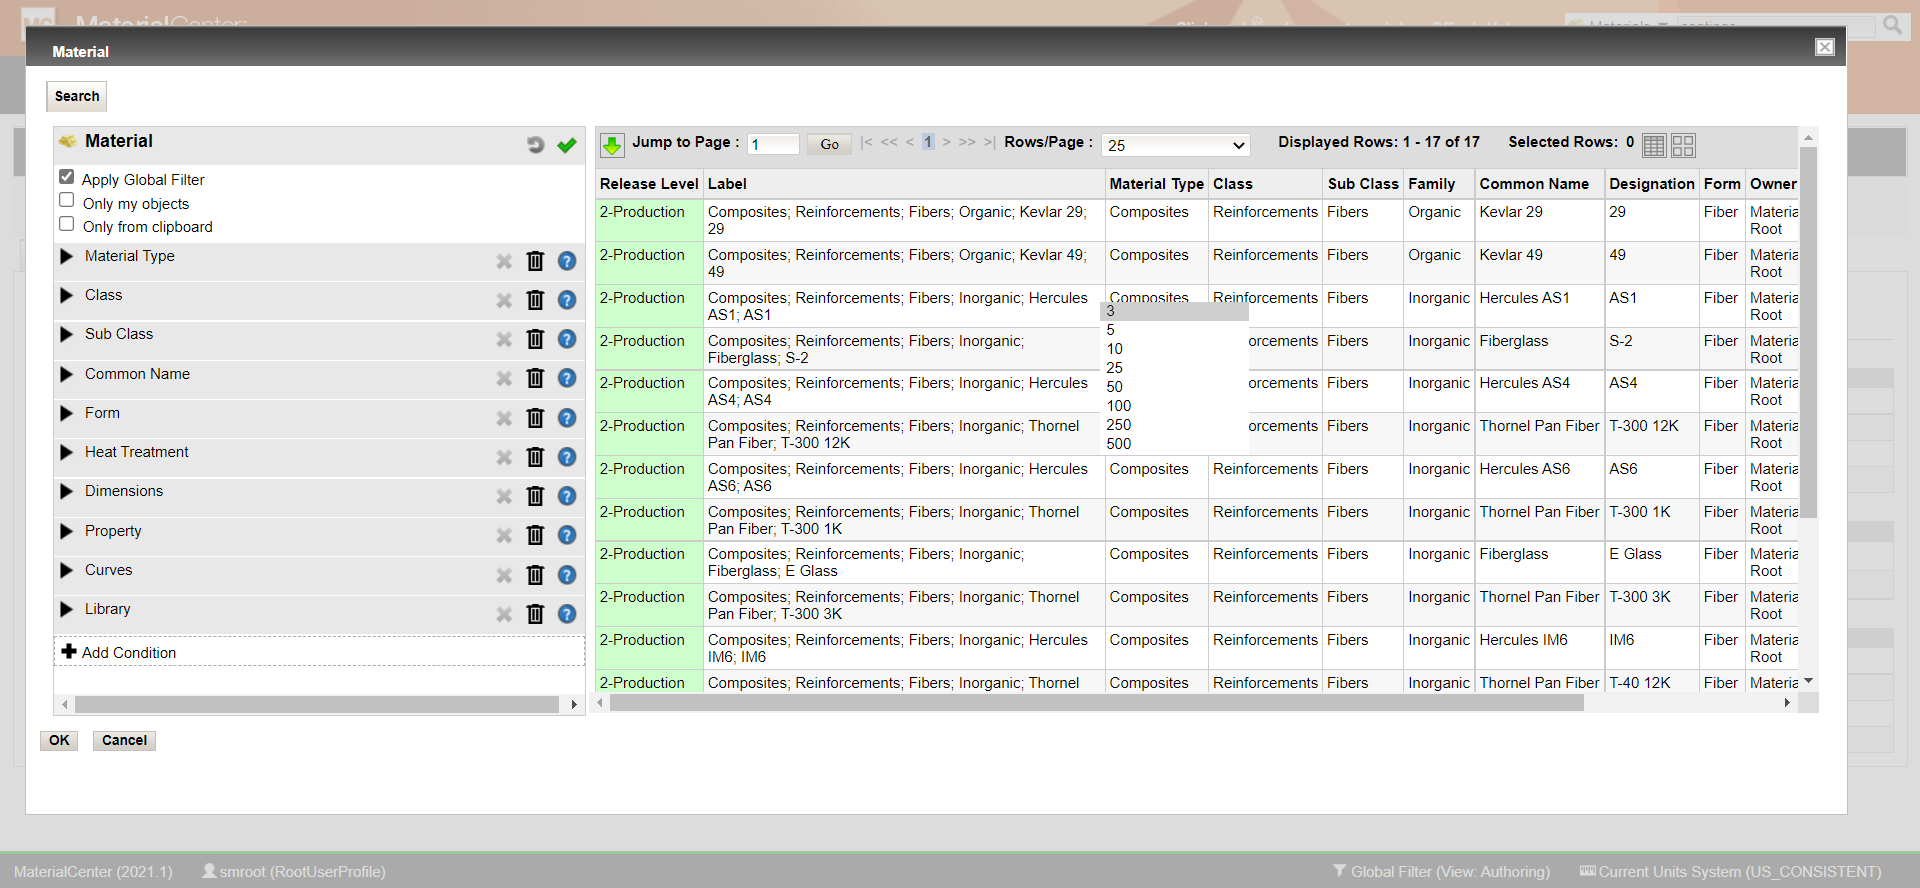 MaterialCenter
Materials
Material
Search
Material
Apply Global Filter
Only my objects
Only from clipboard
Material Type
Class
Sub Class
Common Name
Form
Heat Treatment
Dimensions
Property
Curves
Library
Add Condition
OK Cancel
Jump to Page : 1 Go |< << < 1 > >> >| Rows/Page : 25 Displayed Rows: 1 - 17 of 17 Selected Rows: 0
Release Level Label Material Type Class Sub Class Family Common Name Designation Form Owner
2-Production Composites; Reinforcements; Fibers; Organic; Kevlar 29; Composites Reinforcements Fibers Organic Kevlar 29 29 Fiber Materia
29 Root
2-Production Composites; Reinforcements; Fibers; Organic; Kevlar 49; Composites Reinforcements Fibers Organic Kevlar 49 49 Fiber Materia
49 Root
2-Production Composites; Reinforcements; Fibers; Inorganic; Hercules Composites Reinforcements Fibers Inorganic Hercules AS1 AS1 Fiber Materia
AS1; AS1 Root
2-Production Composites; Reinforcements; Fibers; Inorganic; orcements Fibers Inorganic Fiberglass S-2 Fiber Materia
Fiberglass; S-2 Root
2-Production Composites; Reinforcements; Fibers; Inorganic; Hercules orcements Fibers Inorganic Hercules AS4 AS4 Fiber Materia
AS4; AS4 Root
2-Production Composites; Reinforcements; Fibers; Inorganic; Thornel orcements Fibers Inorganic Thornel Pan Fiber T-300 12K Fiber Materia
Pan Fiber; T-300 12K Root
3
5
10
25
50
100
250
500
2-Production Composites; Reinforcements; Fibers; Inorganic; Hercules Composites Reinforcements Fibers Inorganic Hercules AS6 AS6 Fiber Materia
AS6; AS6 Root
2-Production Composites; Reinforcements; Fibers; Inorganic; Thornel Composites Reinforcements Fibers Inorganic Thornel Pan Fiber T-300 1K Fiber Materia
Pan Fiber; T-300 1K Root
2-Production Composites; Reinforcements; Fibers; Inorganic; Composites Reinforcements Fibers Inorganic Fiberglass E Glass Fiber Materia
Fiberglass; E Glass Root
2-Production Composites; Reinforcements; Fibers; Inorganic; Thornel Composites Reinforcements Fibers Inorganic Thornel Pan Fiber T-300 3K Fiber Materia
Pan Fiber; T-300 3K Root
2-Production Composites; Reinforcements; Fibers; Inorganic; Hercules Composites Reinforcements Fibers Inorganic Hercules IM6 IM6 Fiber Materia
IM6; IM6 Root
2-Production Composites; Reinforcements; Fibers; Inorganic; Thornel Composites Reinforcements Fibers Inorganic Thornel Pan Fiber T-40 12K Fiber Materia
MaterialCenter (2021.1) smroot (RootUserProfile) Global Filter (View: Authoring) Current Units System (US_CONSISTENT)